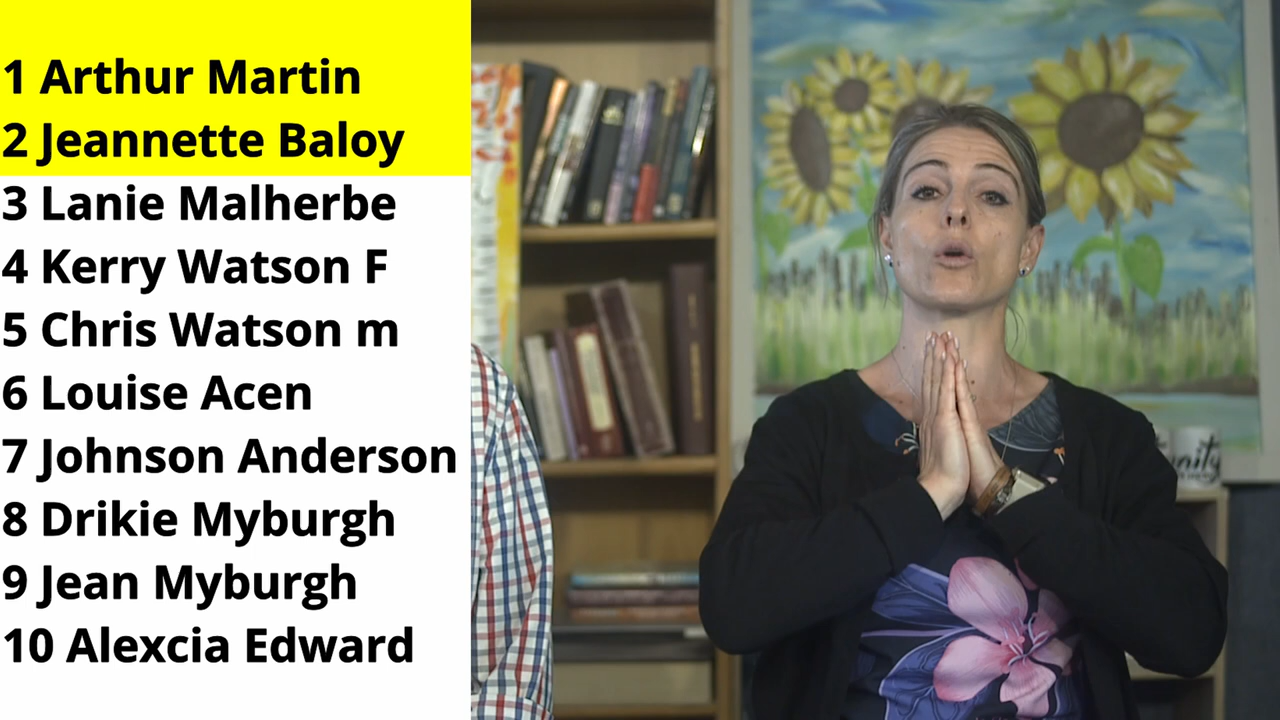 1 Arthur Martin
2 Jeannette Baloy
3 Lanie Malherbe
4 Kerry Watson F
5 Chris Watson m
6 Louise Acen
7 Johnson Anderson
8 Drikie Myburgh
9 Jean Myburgh
10 Alexcia Edward